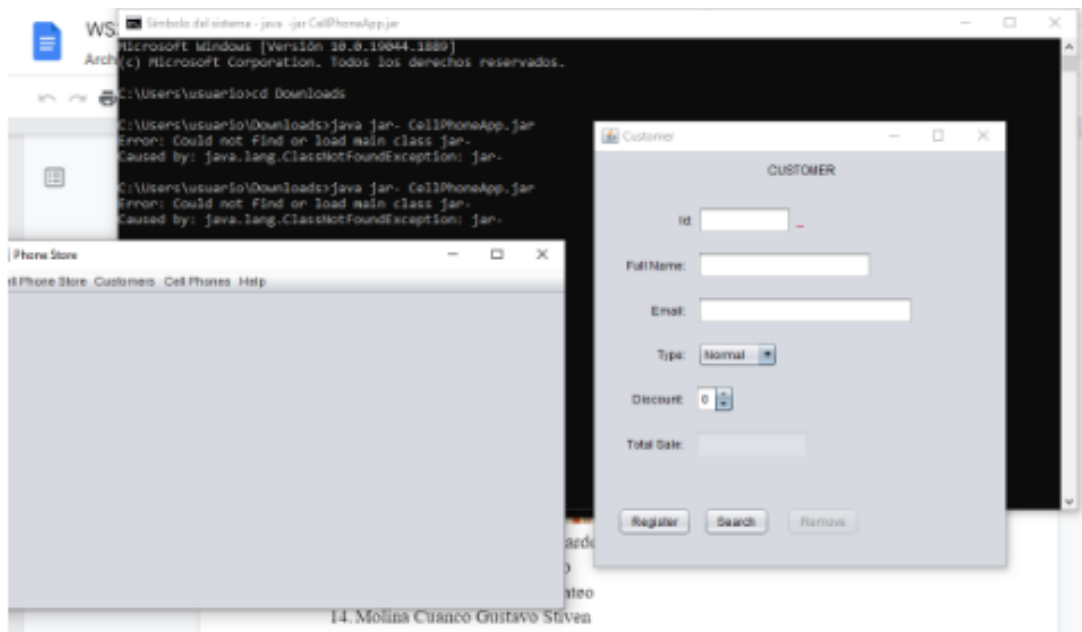 WS
Símbolo del sistema - java -jar CellPhoneApp.jar
Arch
Microsoft Windows [Versión 10.0.19044.1889]
(c) Microsoft Corporation. Todos los derechos reservados.
C:\Users\usuario>cd Downloads
C:\Users\usuario\Downloads>java jar- CellPhoneApp.jar
Error: Could not find or load main class jar-
Caused by: java.lang.ClassNotFoundException: jar-
C:\Users\usuario\Downloads>java jar- CellPhoneApp.jar
Error: Could not find or load main class jar-
Caused by: java.lang.ClassNotFoundException: jar-
Phone Store
ll Phone Store Customers Cell Phones Help
Customer
CUSTOMER
Id:
Full Name:
Email:
Type: Normal
Discount: 0
Total Sale:
Register Search Remove
arde
o
ateo
14. Molina Cuanco Gustavo Stiven